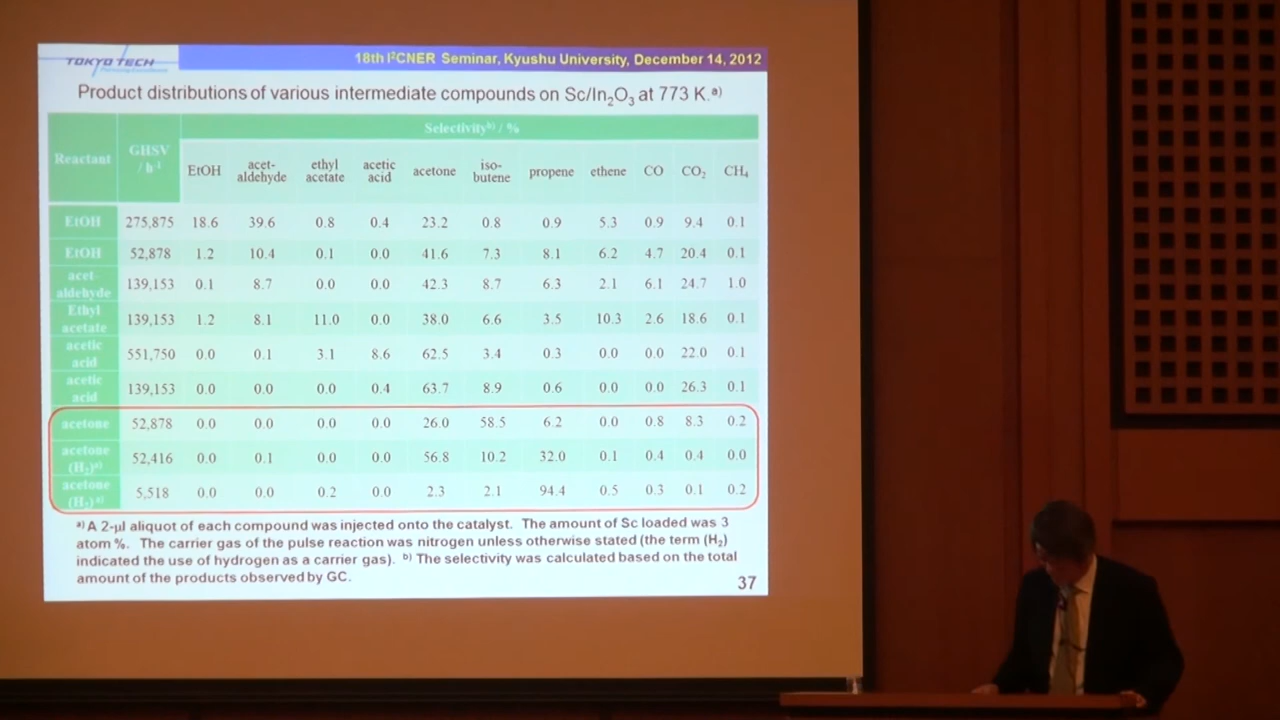 TOKYO TECH
18th I²CNER Seminar, Kyushu University, December 14, 2012
Product distributions of various intermediate compounds on Sc/In₂O₃ at 773 K.ᵃ⁾
Reactant GHSV / h⁻¹ Selectivityᵇ⁾ / %
EtOH acet-aldehyde ethyl acetate acetic acid acetone iso-butene propene ethene CO CO₂ CH₄
EtOH 275,875 18.6 39.6 0.8 0.4 23.2 0.8 0.9 5.3 0.9 9.4 0.1
EtOH 52,878 1.2 10.4 0.1 0.0 41.6 7.3 8.1 6.2 4.7 20.4 0.1
acet-aldehyde 139,153 0.1 8.7 0.0 0.0 42.3 8.7 6.3 2.1 6.1 24.7 1.0
Ethyl acetate 139,153 1.2 8.1 11.0 0.0 38.0 6.6 3.5 10.3 2.6 18.6 0.1
acetic acid 551,750 0.0 0.1 3.1 8.6 62.5 3.4 0.3 0.0 0.0 22.0 0.1
acetic acid 139,153 0.0 0.0 0.0 0.4 63.7 8.9 0.6 0.0 0.0 26.3 0.1
acetone 52,878 0.0 0.0 0.0 0.0 26.0 58.5 6.2 0.0 0.8 8.3 0.2
acetone (H₂)ᵃ⁾ 52,416 0.0 0.1 0.0 0.0 56.8 10.2 32.0 0.1 0.4 0.4 0.0
acetone (H₂)ᵃ⁾ 5,518 0.0 0.0 0.2 0.0 2.3 2.1 94.4 0.5 0.3 0.1 0.2
ᵃ⁾ A 2-µl aliquot of each compound was injected onto the catalyst. The amount of Sc loaded was 3
atom %. The carrier gas of the pulse reaction was nitrogen unless otherwise stated (the term (H₂)
indicated the use of hydrogen as a carrier gas). ᵇ⁾ The selectivity was calculated based on the total
amount of the products observed by GC.
37